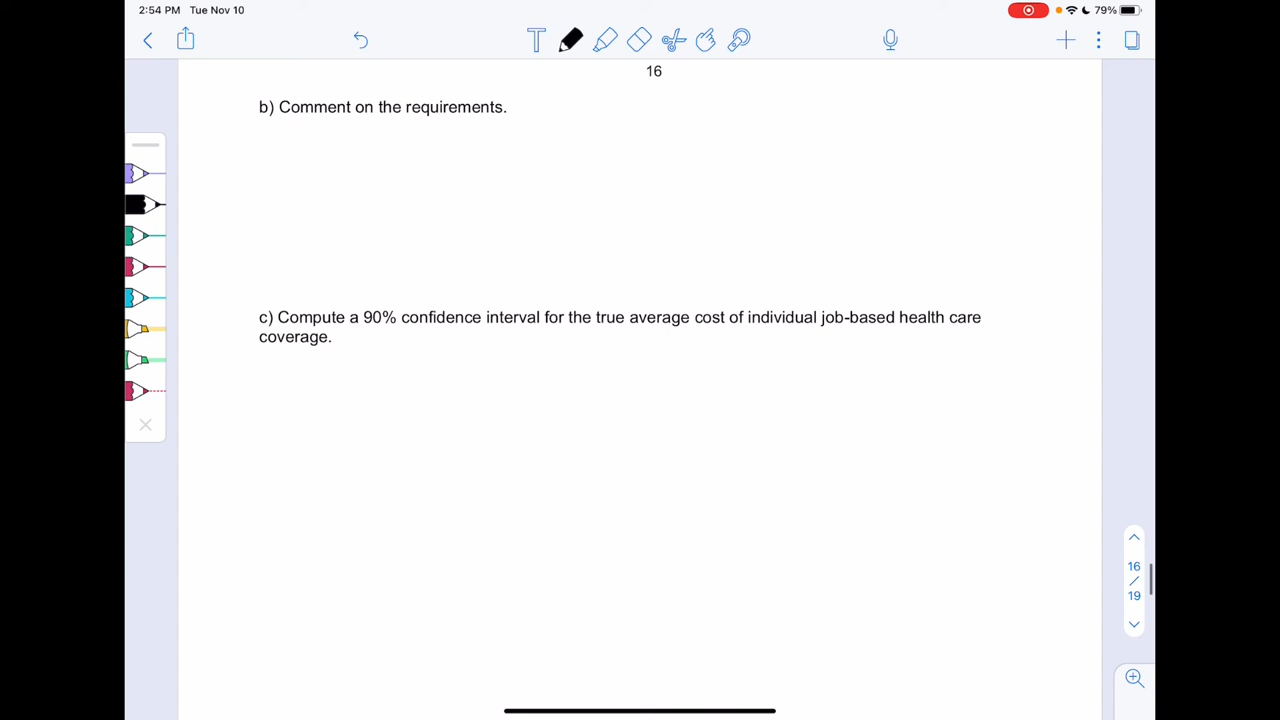 2:54 PM Tue Nov 10
79%
T
16
b) Comment on the requirements.
c) Compute a 90% confidence interval for the true average cost of individual job-based health care
coverage.
16
/
19